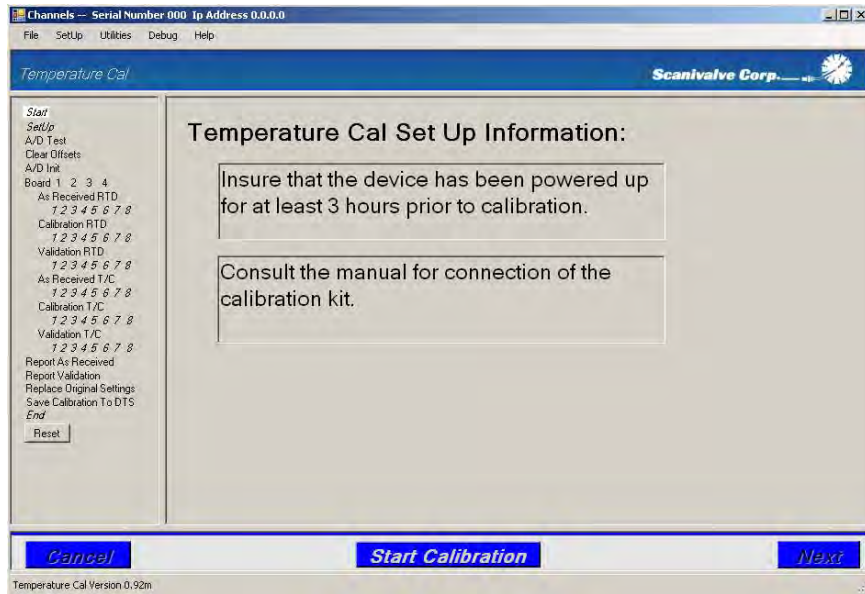 Channels -- Serial Number 000 Ip Address 0.0.0.0
File SetUp Utilities Debug Help
Temperature Cal
Scanivalve Corp.
Start
SetUp
A/D Test
Clear Offsets
A/D Init
Board 1 2 3 4
As Received RTD
1 2 3 4 5 6 7 8
Calibration RTD
1 2 3 4 5 6 7 8
Validation RTD
1 2 3 4 5 6 7 8
As Received T/C
1 2 3 4 5 6 7 8
Calibration T/C
1 2 3 4 5 6 7 8
Validation T/C
1 2 3 4 5 6 7 8
Report As Received
Report Validation
Replace Original Settings
Save Calibration To DTS
End
Reset
Temperature Cal Set Up Information:
Insure that the device has been powered up
for at least 3 hours prior to calibration.
Consult the manual for connection of the
calibration kit.
Cancel
Start Calibration
Next
Temperature Cal Version 0.92m